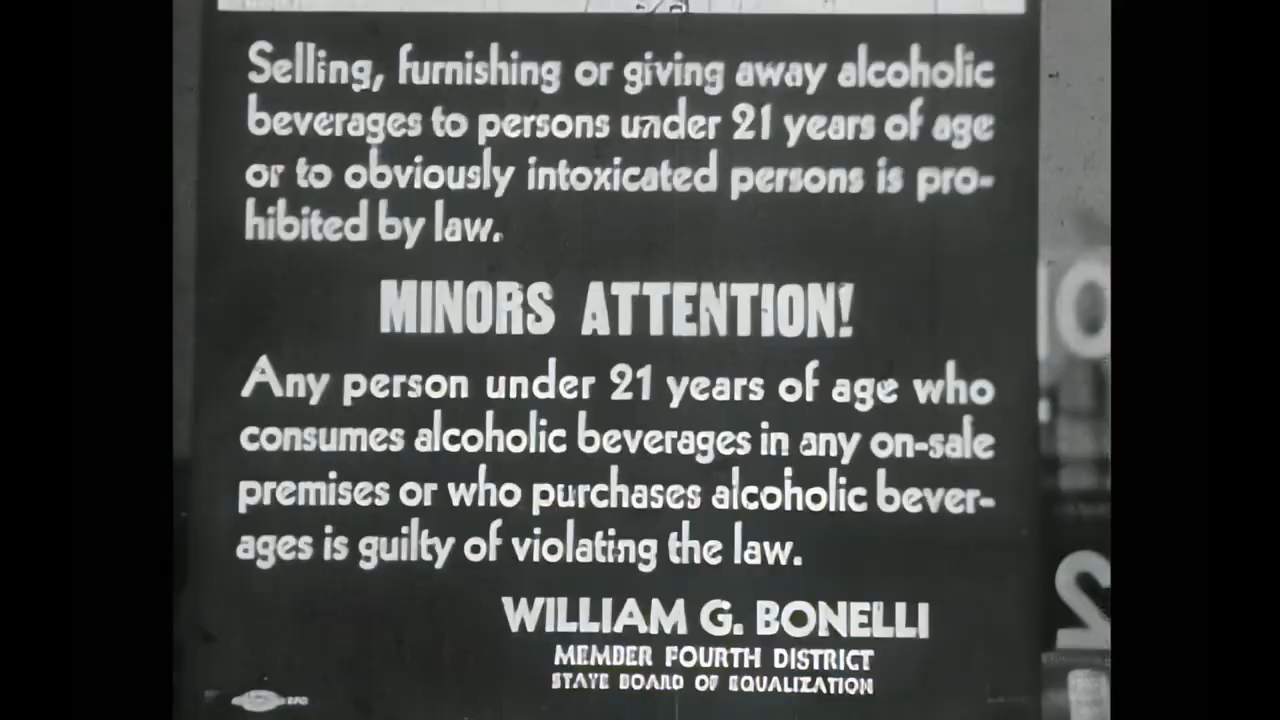 Selling, furnishing or giving away alcoholic
beverages to persons under 21 years of age
or to obviously intoxicated persons is pro-
hibited by law.
MINORS ATTENTION!
Any person under 21 years of age who
consumes alcoholic beverages in any on-sale
premises or who purchases alcoholic bever-
ages is guilty of violating the law.
WILLIAM G. BONELLI
MEMBER FOURTH DISTRICT
STATE BOARD OF EQUALIZATION
0
2